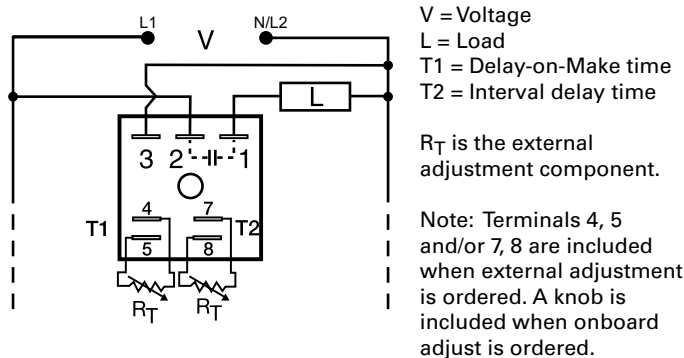 L1
V
N/L2
L
3
2
1
4
7
T1
T2
5
8
RT
RT
V = Voltage
L = Load
T1 = Delay-on-Make time
T2 = Interval delay time
RT is the external
adjustment component.
Note: Terminals 4, 5
and/or 7, 8 are included
when external adjustment
is ordered. A knob is
included when onboard
adjust is ordered.